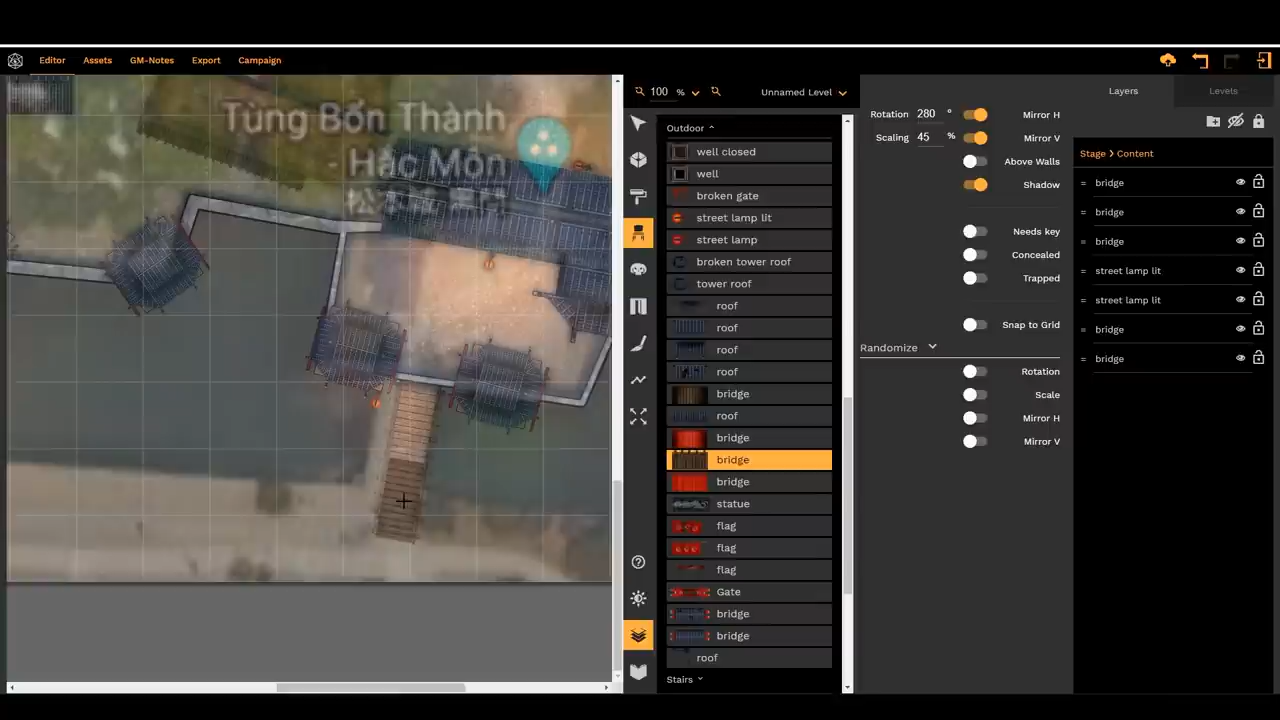 Editor Assets GM-Notes Export Campaign
Tùng Bốn Thành
- Hắc Môn
100 % Unnamed Level
Outdoor
well closed
well
broken gate
street lamp lit
street lamp
broken tower roof
tower roof
roof
roof
roof
roof
bridge
roof
bridge
bridge
bridge
statue
flag
flag
flag
Gate
bridge
bridge
roof
Stairs
Rotation 280 ° Mirror H
Scaling 45 % Mirror V
Above Walls
Shadow
Needs key
Concealed
Trapped
Snap to Grid
Randomize
Rotation
Scale
Mirror H
Mirror V
Layers Levels
Stage > Content
= bridge
= bridge
= bridge
= street lamp lit
= street lamp lit
= bridge
= bridge